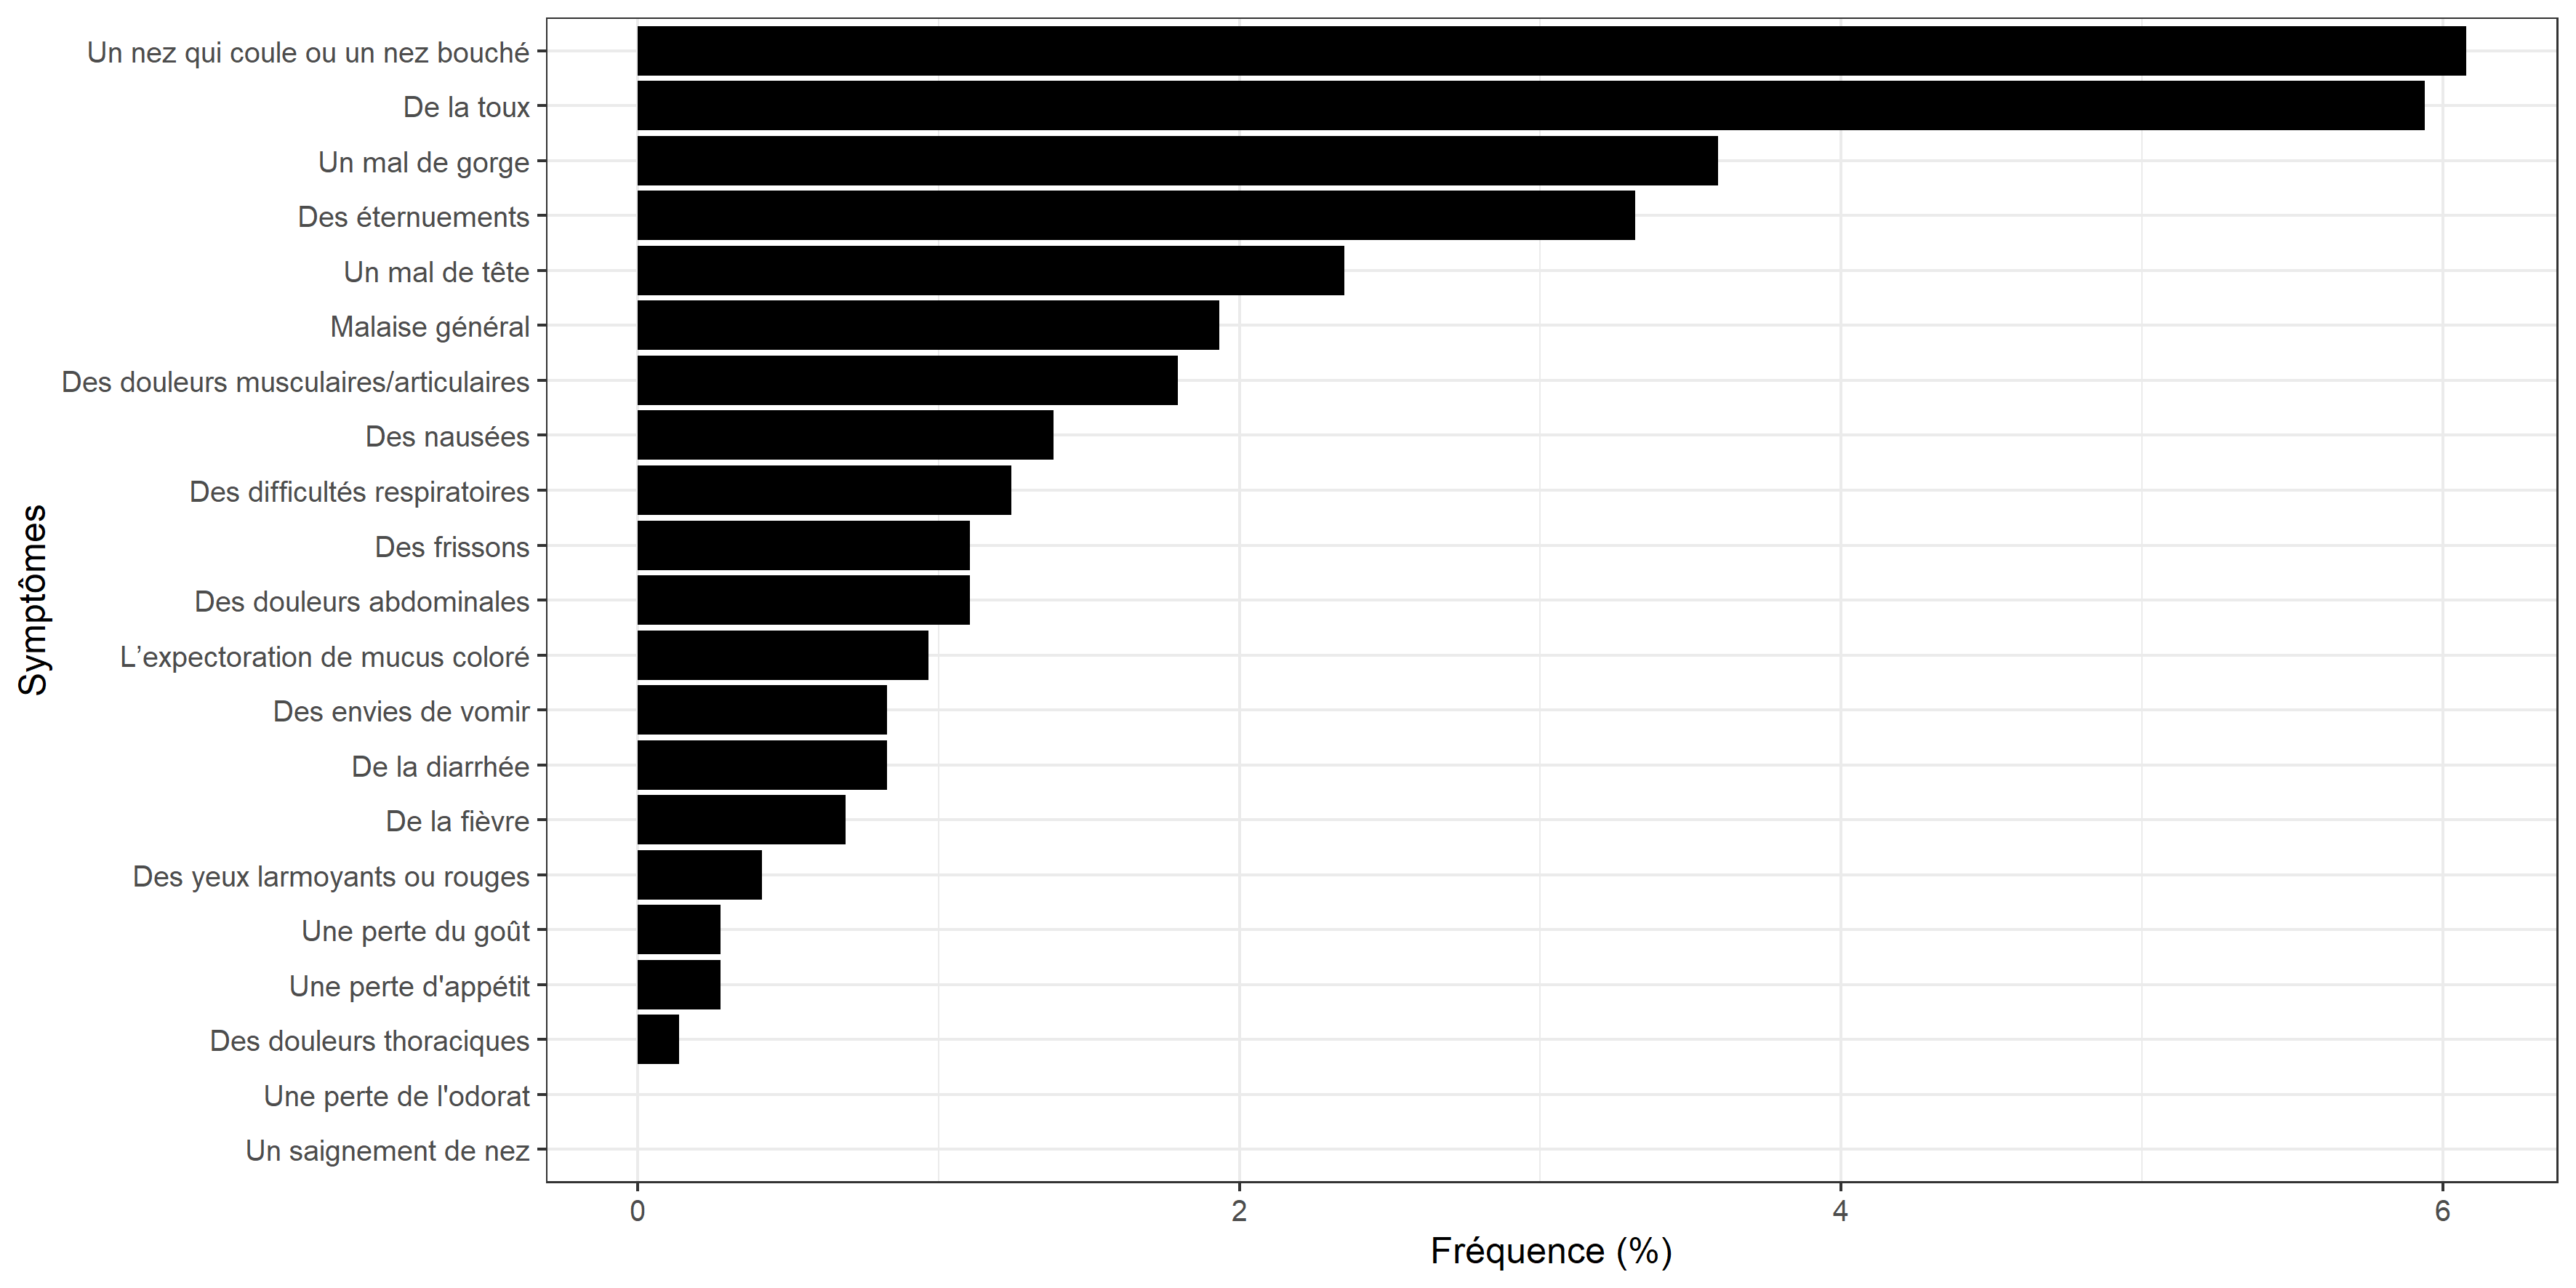 Un nez qui coule ou un nez bouché
De la toux
Un mal de gorge
Des éternuements
Un mal de tête
Malaise général
Des douleurs musculaires/articulaires
Des nausées
Des difficultés respiratoires
Des frissons
Des douleurs abdominales
L’expectoration de mucus coloré
Des envies de vomir
De la diarrhée
De la fièvre
Des yeux larmoyants ou rouges
Une perte du goût
Une perte d'appétit
Des douleurs thoraciques
Une perte de l'odorat
Un saignement de nez
Symptômes
0 2 4 6
Fréquence (%)